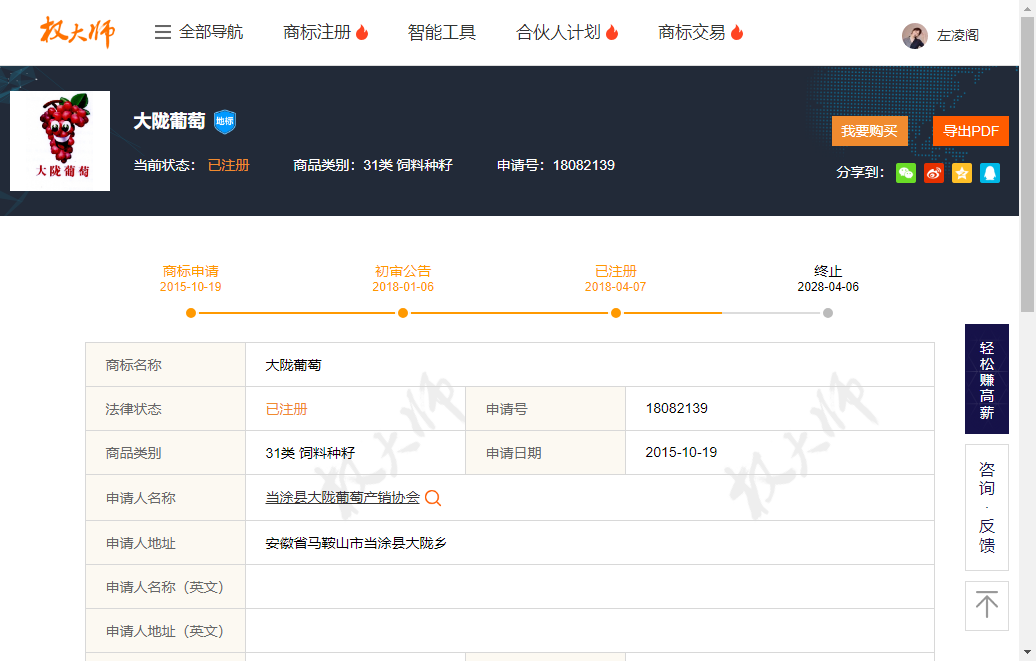 权大师
全部导航
商标注册
智能工具
合伙人计划
商标交易
左凌阁
大陇葡萄
大陇葡萄 地标
当前状态： 已注册 商品类别：31类 饲料种籽 申请号：18082139
我要购买
导出PDF
分享到：
商标申请
2015-10-19
初审公告
2018-01-06
已注册
2018-04-07
终止
2028-04-06
商标名称 大陇葡萄
法律状态 已注册 申请号 18082139
商品类别 31类 饲料种籽 申请日期 2015-10-19
申请人名称 当涂县大陇葡萄产销协会
申请人地址 安徽省马鞍山市当涂县大陇乡
申请人名称（英文）
申请人地址（英文）
权大师
权大师
轻松赚高薪
咨询·反馈